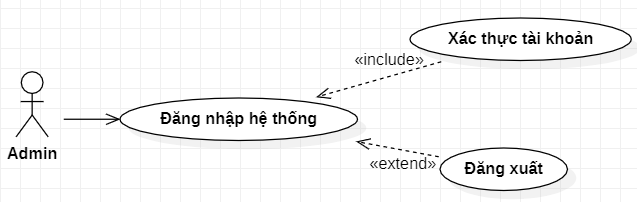 Xác thực tài khoản
«include»
Đăng nhập hệ thống
Admin
«extend»
Đăng xuất